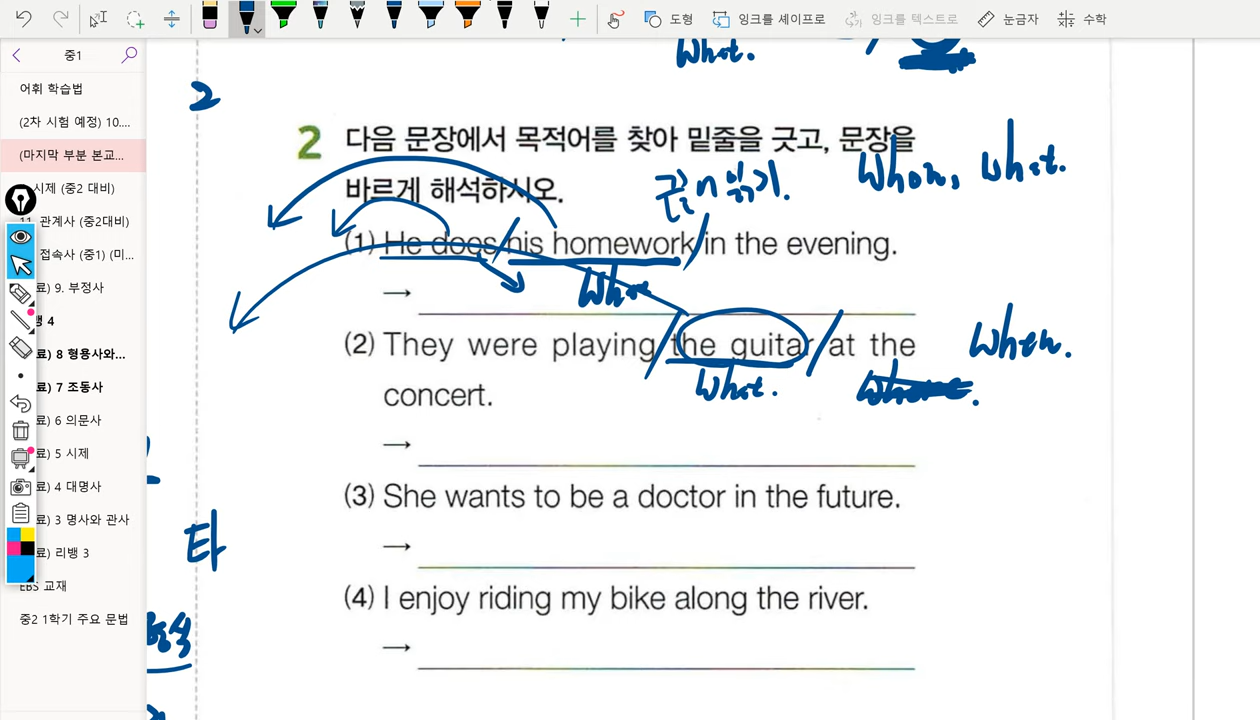 도형
잉크를 셰이프로
잉크를 텍스트로
눈금자
수학
중1
어휘 학습법
(2차 시험 예정) 10....
(마지막 부분 본교...
시제 (중2 대비)
관계사 (중2대비)
접속사 (중1) (미...
료) 9. 부정사
뱅 4
료) 8 형용사와...
료) 7 조동사
료) 6 의문사
료) 5 시제
료) 4 대명사
료) 3 명사와 관사
료) 리뱅 3
EBS 교재
중2 1학기 주요 문법
What.
2
2 다음 문장에서 목적어를 찾아 밑줄을 긋고, 문장을
whom, what.
바르게 해석하시오.
끊n 읽기.
(1) He does / his homework / in the evening.
What
→
(2) They were playing / the guitar / at the
when.
what.
concert.
→
(3) She wants to be a doctor in the future.
타
→
(4) I enjoy riding my bike along the river.
→